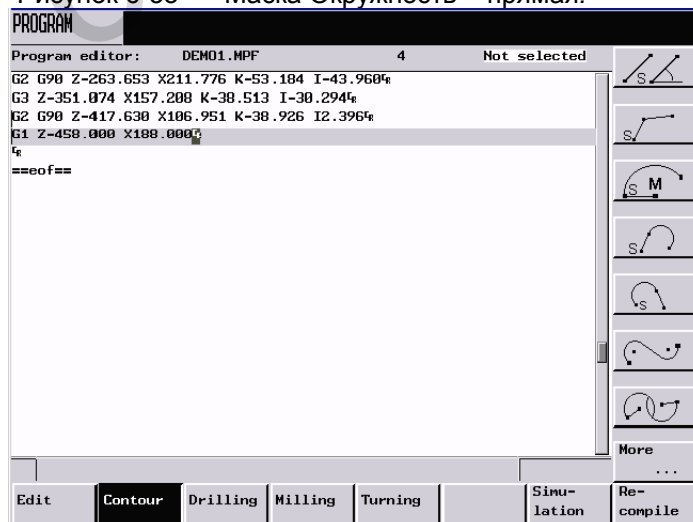 PROGRAM
Program editor: DEMO1.MPF 4 Not selected
G2 G90 Z-263.653 X211.776 K-53.184 I-43.960
G3 Z-351.074 X157.208 K-38.513 I-30.294
G2 G90 Z-417.630 X106.951 K-38.926 I2.396
G1 Z-458.000 X188.000
==eof==
S
S
S M
S
S
More
...
Edit Contour Drilling Milling Turning Simu-
lation Re-
compile